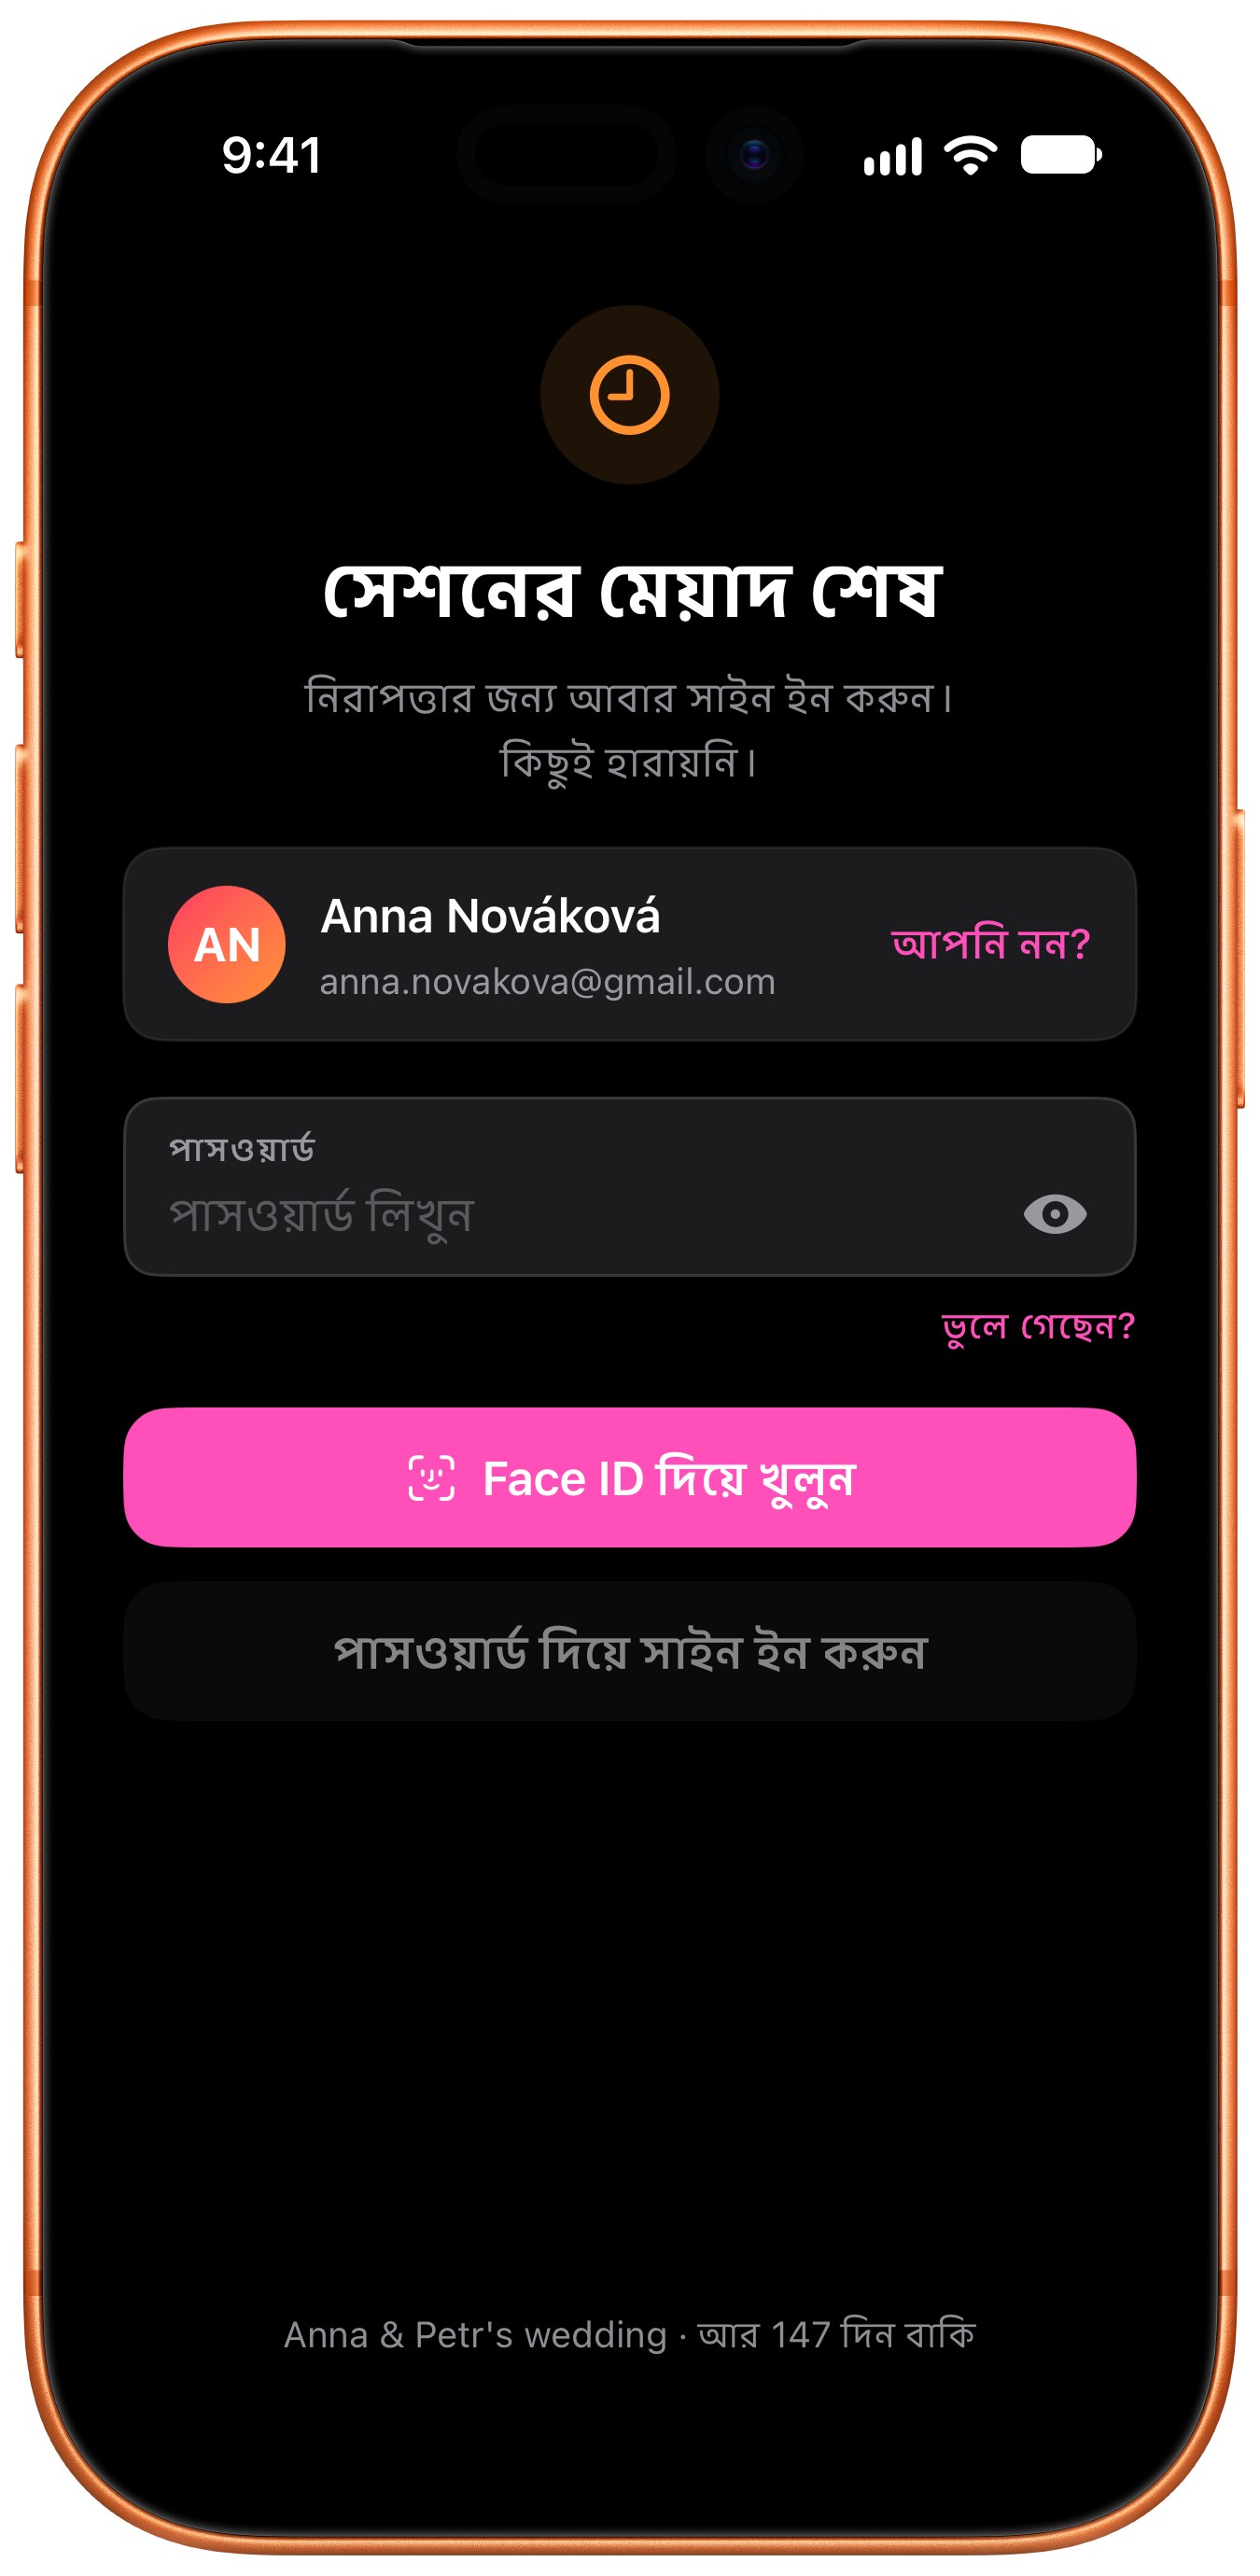 9:41
সেশনের মেয়াদ শেষ
নিরাপত্তার জন্য আবার সাইন ইন করুন।
কিছুই হারায়নি।
AN
Anna Nováková
anna.novakova@gmail.com
আপনি নন?
পাসওয়ার্ড
পাসওয়ার্ড লিখুন
ভুলে গেছেন?
Face ID দিয়ে খুলুন
পাসওয়ার্ড দিয়ে সাইন ইন করুন
Anna & Petr's wedding · আর 147 দিন বাকি